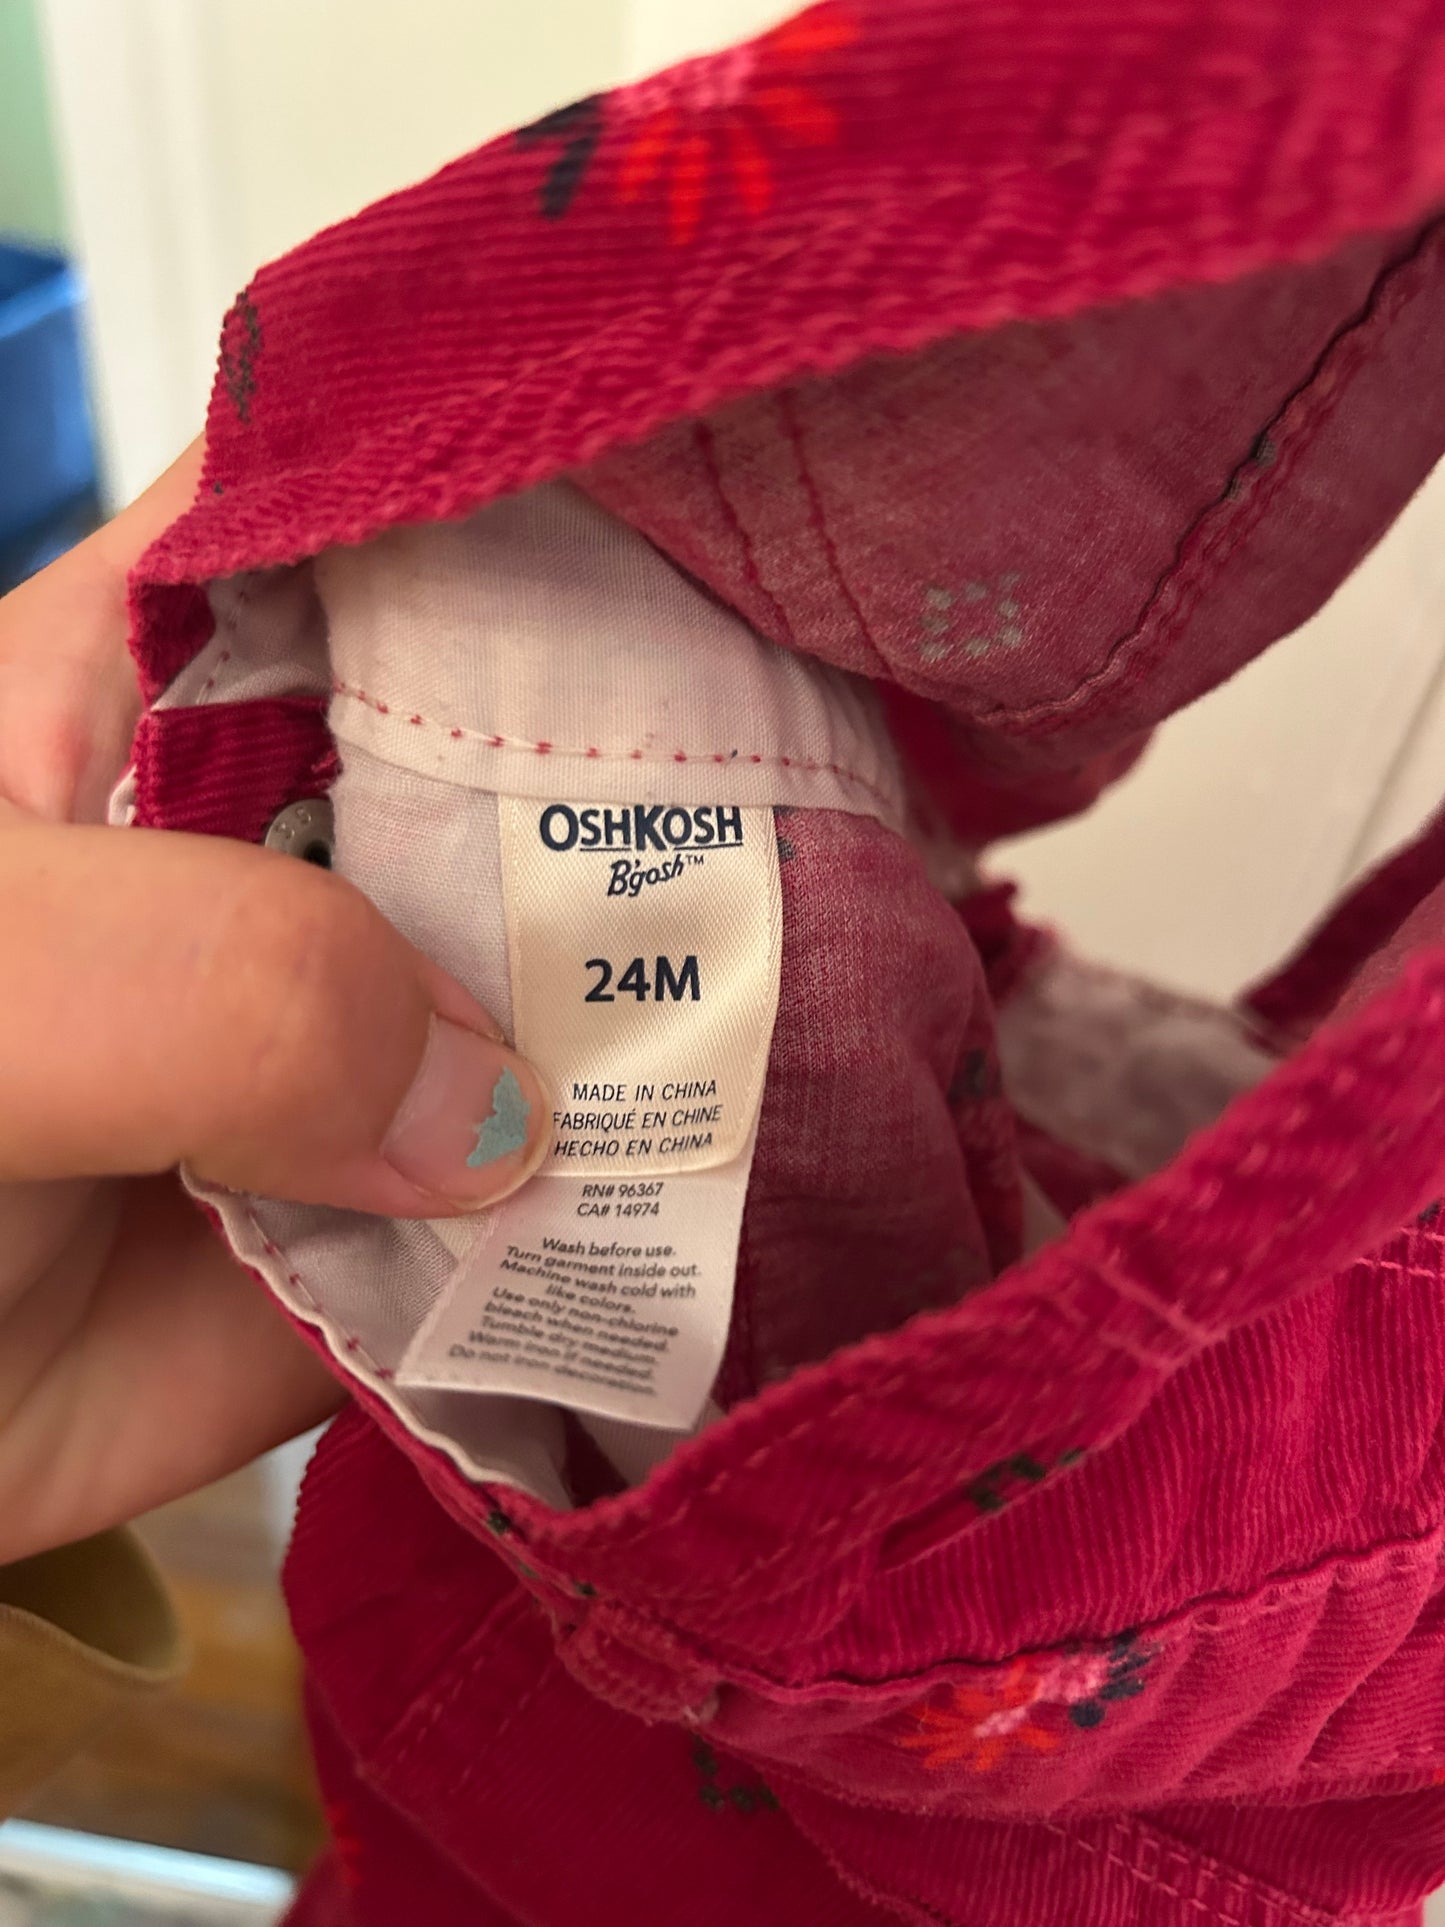 OSHKOSH
B'gosh™
24M
MADE IN CHINA
FABRIQUÉ EN CHINE
HECHO EN CHINA
RN# 96367
CA# 14974
Wash before use.
Turn garment inside out.
Machine wash cold with
like colors.
Use only non-chlorine
bleach when needed.
Tumble dry medium.
Warm iron if needed.
Do not iron decoration.